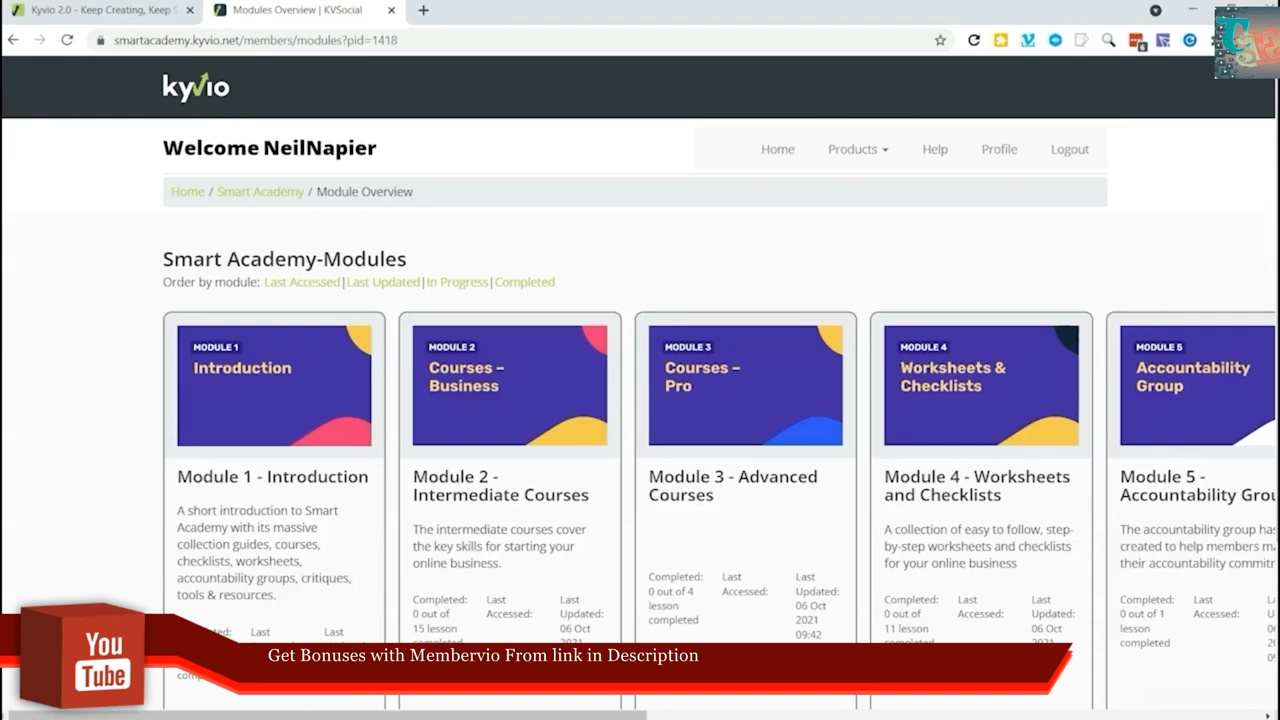 Kyvio 2.0 - Keep Creating, Keep
Modules Overview | KVSocial
smartacademy.kyvio.net/members/modules?pid=1418
6
kyvio
Welcome NeilNapier
Home Products Help Profile Logout
Home / Smart Academy / Module Overview
Smart Academy-Modules
Order by module: Last Accessed|Last Updated|In Progress|Completed
MODULE 1
Introduction
Module 1 - Introduction
A short introduction to Smart
Academy with its massive
collection guides, courses,
checklists, worksheets,
accountability groups, critiques,
tools & resources.
Last Last
MODULE 2
Courses –
Business
Module 2 -
Intermediate Courses
The intermediate courses cover
the key skills for starting your
online business.
Completed:
0 out of
15 lesson
completed
Last
Accessed:
Last
Updated:
06 Oct
2021
MODULE 3
Courses –
Pro
Module 3 - Advanced
Courses
Completed:
0 out of 4
lesson
completed
Last
Accessed:
Last
Updated:
06 Oct
2021
09:42
MODULE 4
Worksheets &
Checklists
Module 4 - Worksheets
and Checklists
A collection of easy to follow, step-
by-step worksheets and checklists
for your online business
Completed:
0 out of
11 lesson
completed
Last
Accessed:
Last
Updated:
06 Oct
2021
MODULE 5
Accountability
Group
Module 5 -
Accountability
The accountability group
created to help members
their accountability
Completed:
0 out of 1
lesson
completed
Last
Accessed:
You
Tube
Get Bonuses with Membervio From link in Description